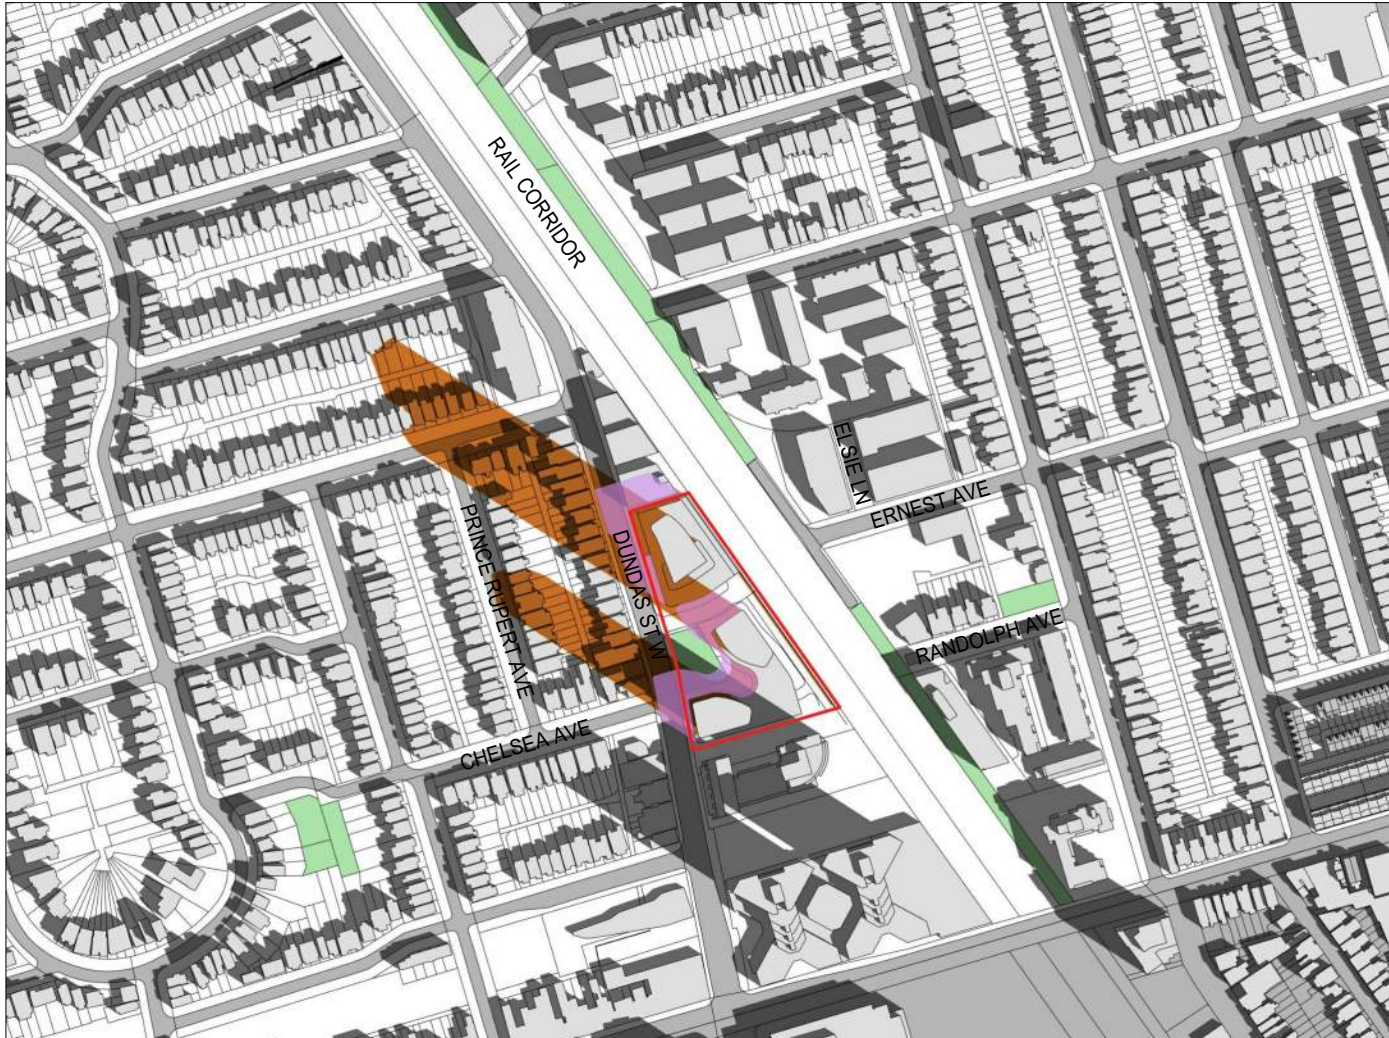 RAIL CORRIDOR
ELSIE LN
ERNEST AVE
PRINCE RUPERT AVE
DUNDAS ST W
RANDOLPH AVE
CHELSEA AVE